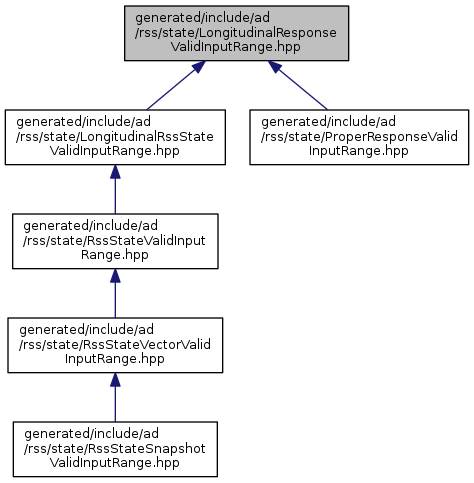 generated/include/ad
/rss/state/LongitudinalResponse
ValidInputRange.hpp
generated/include/ad
/rss/state/LongitudinalRssState
ValidInputRange.hpp
generated/include/ad
/rss/state/ProperResponseValid
InputRange.hpp
generated/include/ad
/rss/state/RssStateValidInput
Range.hpp
generated/include/ad
/rss/state/RssStateVectorValid
InputRange.hpp
generated/include/ad
/rss/state/RssStateSnapshot
ValidInputRange.hpp